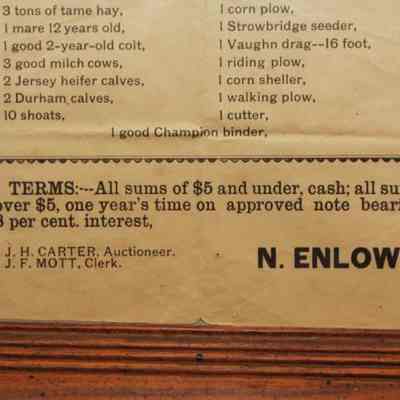 3 tons of tame hay,
1 mare 12 years old,
1 good 2-year-old colt,
3 good milch cows,
2 Jersey heifer calves,
2 Durham calves,
10 shoats,
1 corn plow,
1 Strowbridge seeder,
1 Vaughn drag--16 foot,
1 riding plow,
1 corn sheller,
1 walking plow,
1 cutter,
1 good Champion binder,
TERMS:--All sums of $5 and under, cash; all su
over $5, one year's time on approved note beari
8 per cent. interest,
J. H. CARTER, Auctioneer.
J. F. MOTT, Clerk.
N. ENLOW